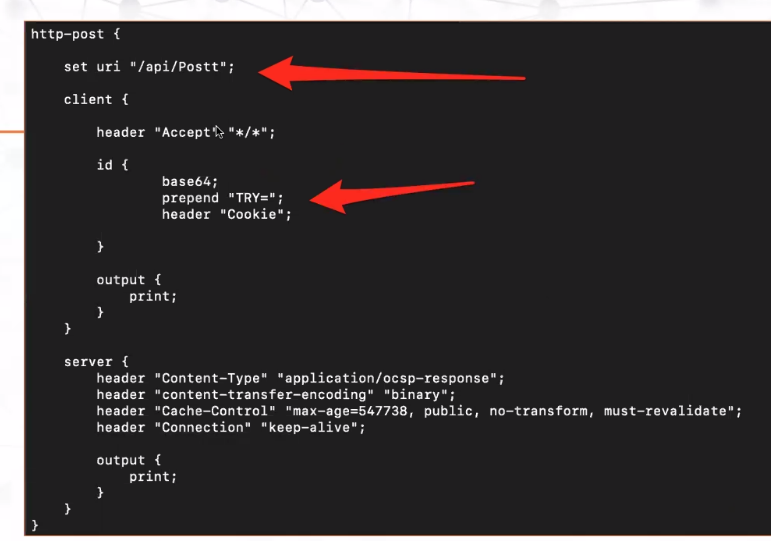 http-post {
set uri "/api/Postt";
client {
header "Accept" "*/*";
id {
base64;
prepend "TRY=";
header "Cookie";
}
output {
print;
}
}
server {
header "Content-Type" "application/ocsp-response";
header "content-transfer-encoding" "binary";
header "Cache-Control" "max-age=547738, public, no-transform, must-revalidate";
header "Connection" "keep-alive";
output {
print;
}
}
}